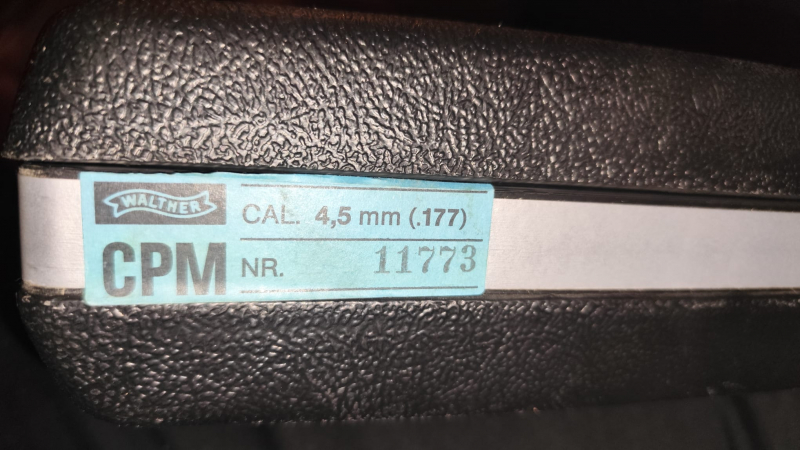 WALTHER
CAL. 4,5 mm (.177)
CPM
NR. 11773